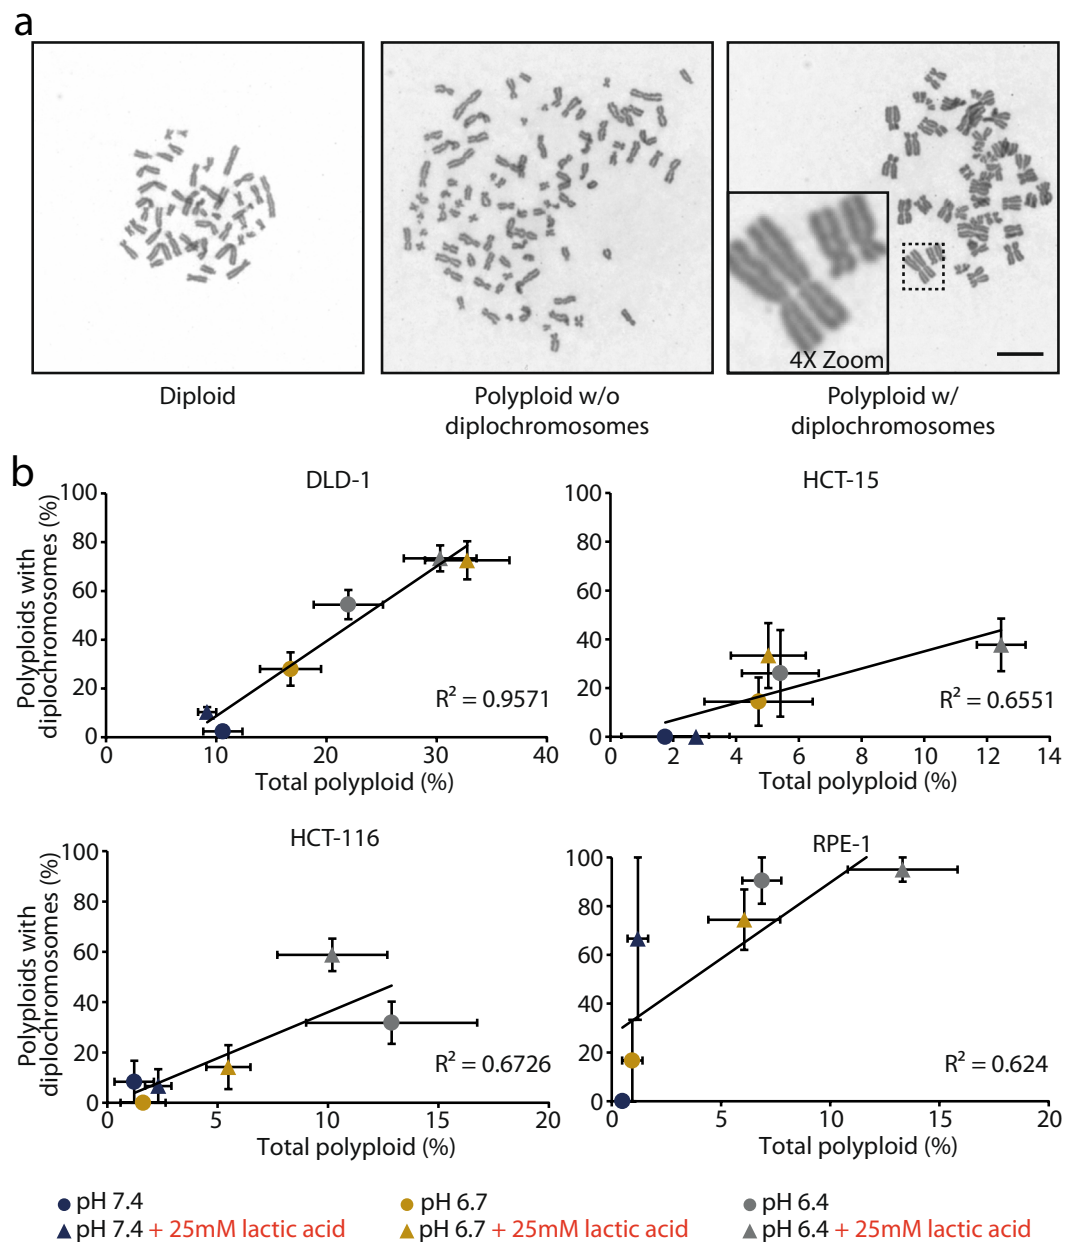 a
4X Zoom
Diploid
Polyploid w/o
diplochromosomes
Polyploid w/
diplochromosomes
b
DLD-1
Polyploids with
diplochromosomes (%)
100
80
60
40
20
0
0
10
20
30
40
R² = 0.9571
Total polyploid (%)
HCT-15
100
80
60
40
20
0
0
2
4
6
8
10
12
14
R² = 0.6551
Total polyploid (%)
HCT-116
Polyploids with
diplochromosomes (%)
100
80
60
40
20
0
0
5
10
15
20
R² = 0.6726
Total polyploid (%)
RPE-1
100
80
60
40
20
0
0
5
10
15
20
R² = 0.624
Total polyploid (%)
pH 7.4
pH 6.7
pH 6.4
pH 7.4 + 25mM lactic acid
pH 6.7 + 25mM lactic acid
pH 6.4 + 25mM lactic acid